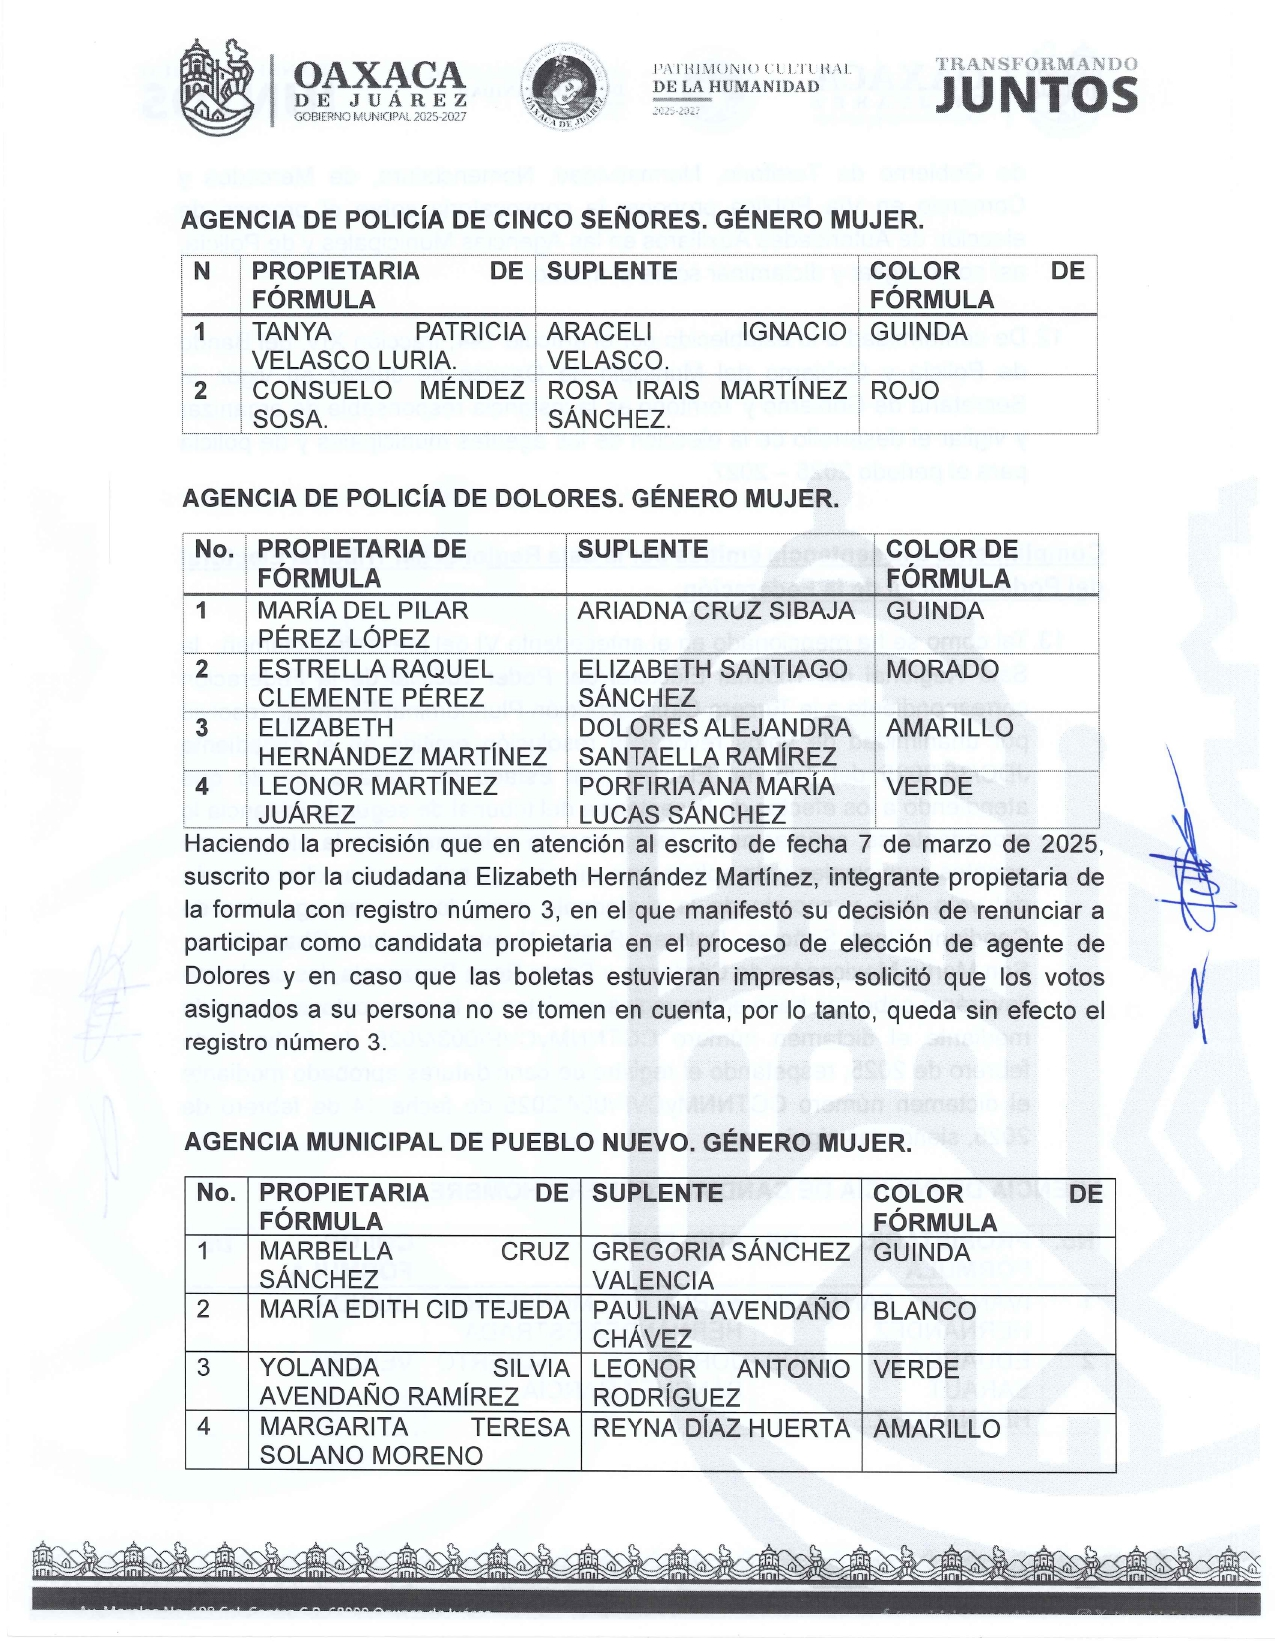 OAXACA
DE JUÁREZ
GOBIERNO MUNICIPAL 2025-2027
OAXACA DE JUÁREZ
PATRIMONIO CULTURAL
DE LA HUMANIDAD
2025-2027
TRANSFORMANDO
JUNTOS
AGENCIA DE POLICÍA DE CINCO SEÑORES. GÉNERO MUJER.
N PROPIETARIA DE FÓRMULA SUPLENTE COLOR DE FÓRMULA
1 TANYA PATRICIA VELASCO LURIA. ARACELI IGNACIO VELASCO. GUINDA
2 CONSUELO MÉNDEZ SOSA. ROSA IRAIS MARTÍNEZ SÁNCHEZ. ROJO
AGENCIA DE POLICÍA DE DOLORES. GÉNERO MUJER.
No. PROPIETARIA DE FÓRMULA SUPLENTE COLOR DE FÓRMULA
1 MARÍA DEL PILAR PÉREZ LÓPEZ ARIADNA CRUZ SIBAJA GUINDA
2 ESTRELLA RAQUEL CLEMENTE PÉREZ ELIZABETH SANTIAGO SÁNCHEZ MORADO
3 ELIZABETH HERNÁNDEZ MARTÍNEZ DOLORES ALEJANDRA SANTAELLA RAMÍREZ AMARILLO
4 LEONOR MARTÍNEZ JUÁREZ PORFIRIA ANA MARÍA LUCAS SÁNCHEZ VERDE
Haciendo la precisión que en atención al escrito de fecha 7 de marzo de 2025,
suscrito por la ciudadana Elizabeth Hernández Martínez, integrante propietaria de
la formula con registro número 3, en el que manifestó su decisión de renunciar a
participar como candidata propietaria en el proceso de elección de agente de
Dolores y en caso que las boletas estuvieran impresas, solicitó que los votos
asignados a su persona no se tomen en cuenta, por lo tanto, queda sin efecto el
registro número 3.
AGENCIA MUNICIPAL DE PUEBLO NUEVO. GÉNERO MUJER.
No. PROPIETARIA DE FÓRMULA SUPLENTE COLOR DE FÓRMULA
1 MARBELLA CRUZ SÁNCHEZ GREGORIA SÁNCHEZ VALENCIA GUINDA
2 MARÍA EDITH CID TEJEDA PAULINA AVENDAÑO CHÁVEZ BLANCO
3 YOLANDA SILVIA AVENDAÑO RAMÍREZ LEONOR ANTONIO RODRÍGUEZ VERDE
4 MARGARITA TERESA SOLANO MORENO REYNA DÍAZ HUERTA AMARILLO